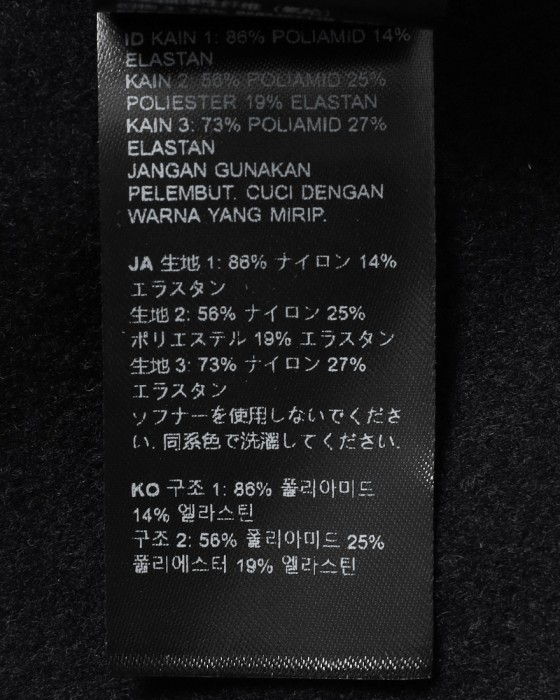 ID KAIN 1: 86% POLIAMID 14%
ELASTAN
KAIN 2: 56% POLIAMID 25%
POLIESTER 19% ELASTAN
KAIN 3: 73% POLIAMID 27%
ELASTAN
JANGAN GUNAKAN
PELEMBUT. CUCI DENGAN
WARNA YANG MIRIP.
JA 生地 1: 86% ナイロン 14%
エラスタン
生地 2: 56% ナイロン 25%
ポリエステル 19% エラスタン
生地 3: 73% ナイロン 27%
エラスタン
ソフナーを使用しないでくださ
い. 同系色で洗濯してください.
KO 구조 1: 86% 폴리아미드
14% 엘라스틴
구조 2: 56% 폴리아미드 25%
폴리에스터 19% 엘라스틴